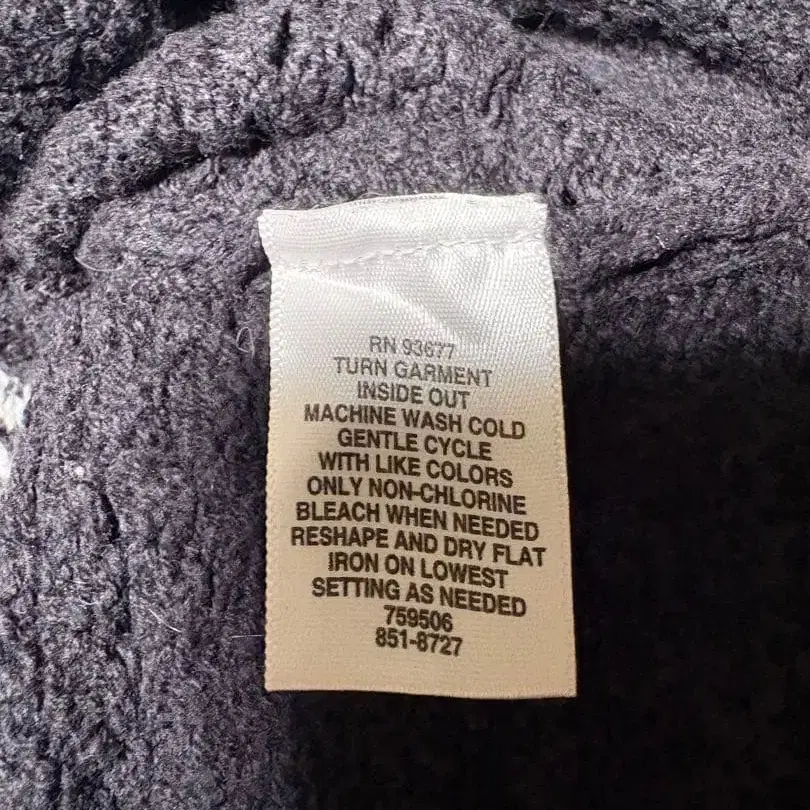 RN 93677
TURN GARMENT
INSIDE OUT
MACHINE WASH COLD
GENTLE CYCLE
WITH LIKE COLORS
ONLY NON-CHLORINE
BLEACH WHEN NEEDED
RESHAPE AND DRY FLAT
IRON ON LOWEST
SETTING AS NEEDED
759506
851-8727